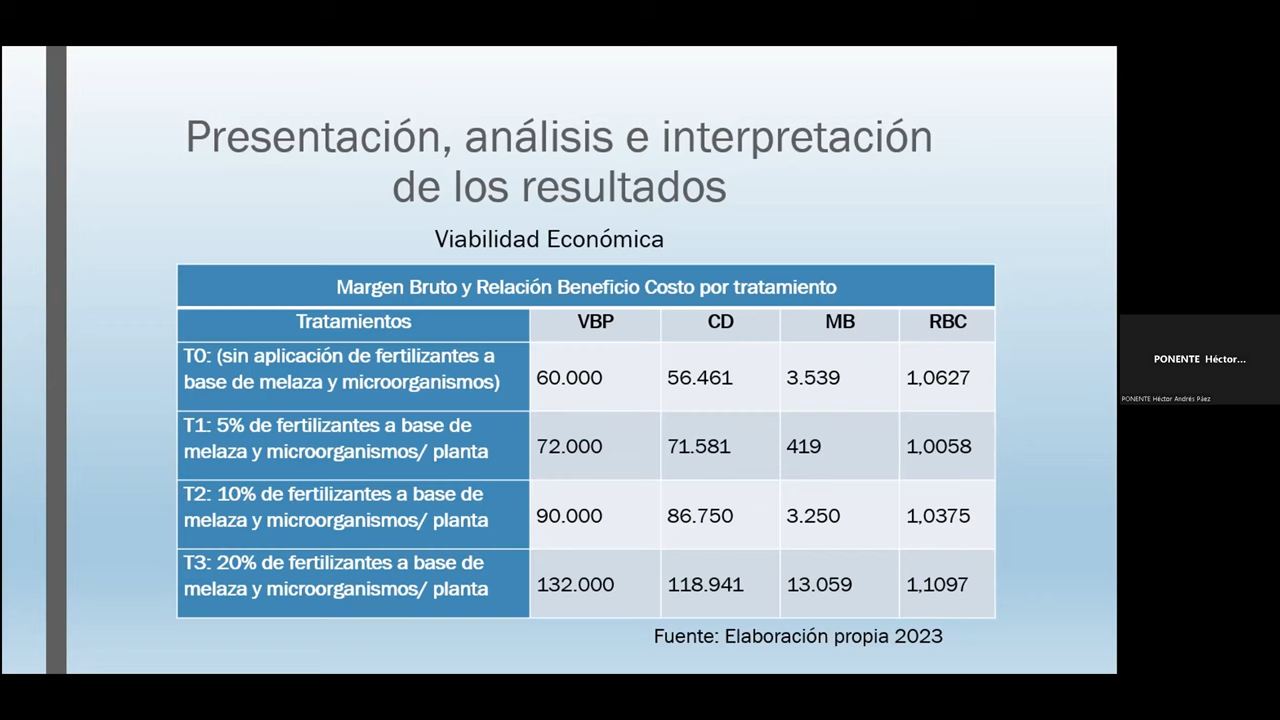 Presentación, análisis e interpretación
de los resultados
Viabilidad Económica
Margen Bruto y Relación Beneficio Costo por tratamiento
Tratamientos VBP CD MB RBC
T0: (sin aplicación de fertilizantes a
base de melaza y microorganismos) 60.000 56.461 3.539 1,0627
T1: 5% de fertilizantes a base de
melaza y microorganismos/ planta 72.000 71.581 419 1,0058
T2: 10% de fertilizantes a base de
melaza y microorganismos/ planta 90.000 86.750 3.250 1,0375
T3: 20% de fertilizantes a base de
melaza y microorganismos/ planta 132.000 118.941 13.059 1,1097
Fuente: Elaboración propia 2023
PONENTE Héctor...
PONENTE Héctor Andrés Páez